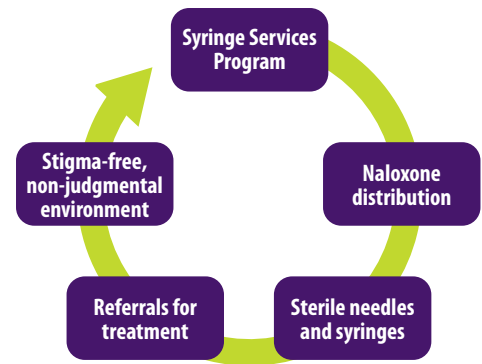 Syringe Services
Program
Naloxone
distribution
Sterile needles
and syringes
Referrals for
treatment
Stigma-free,
non-judgmental
environment